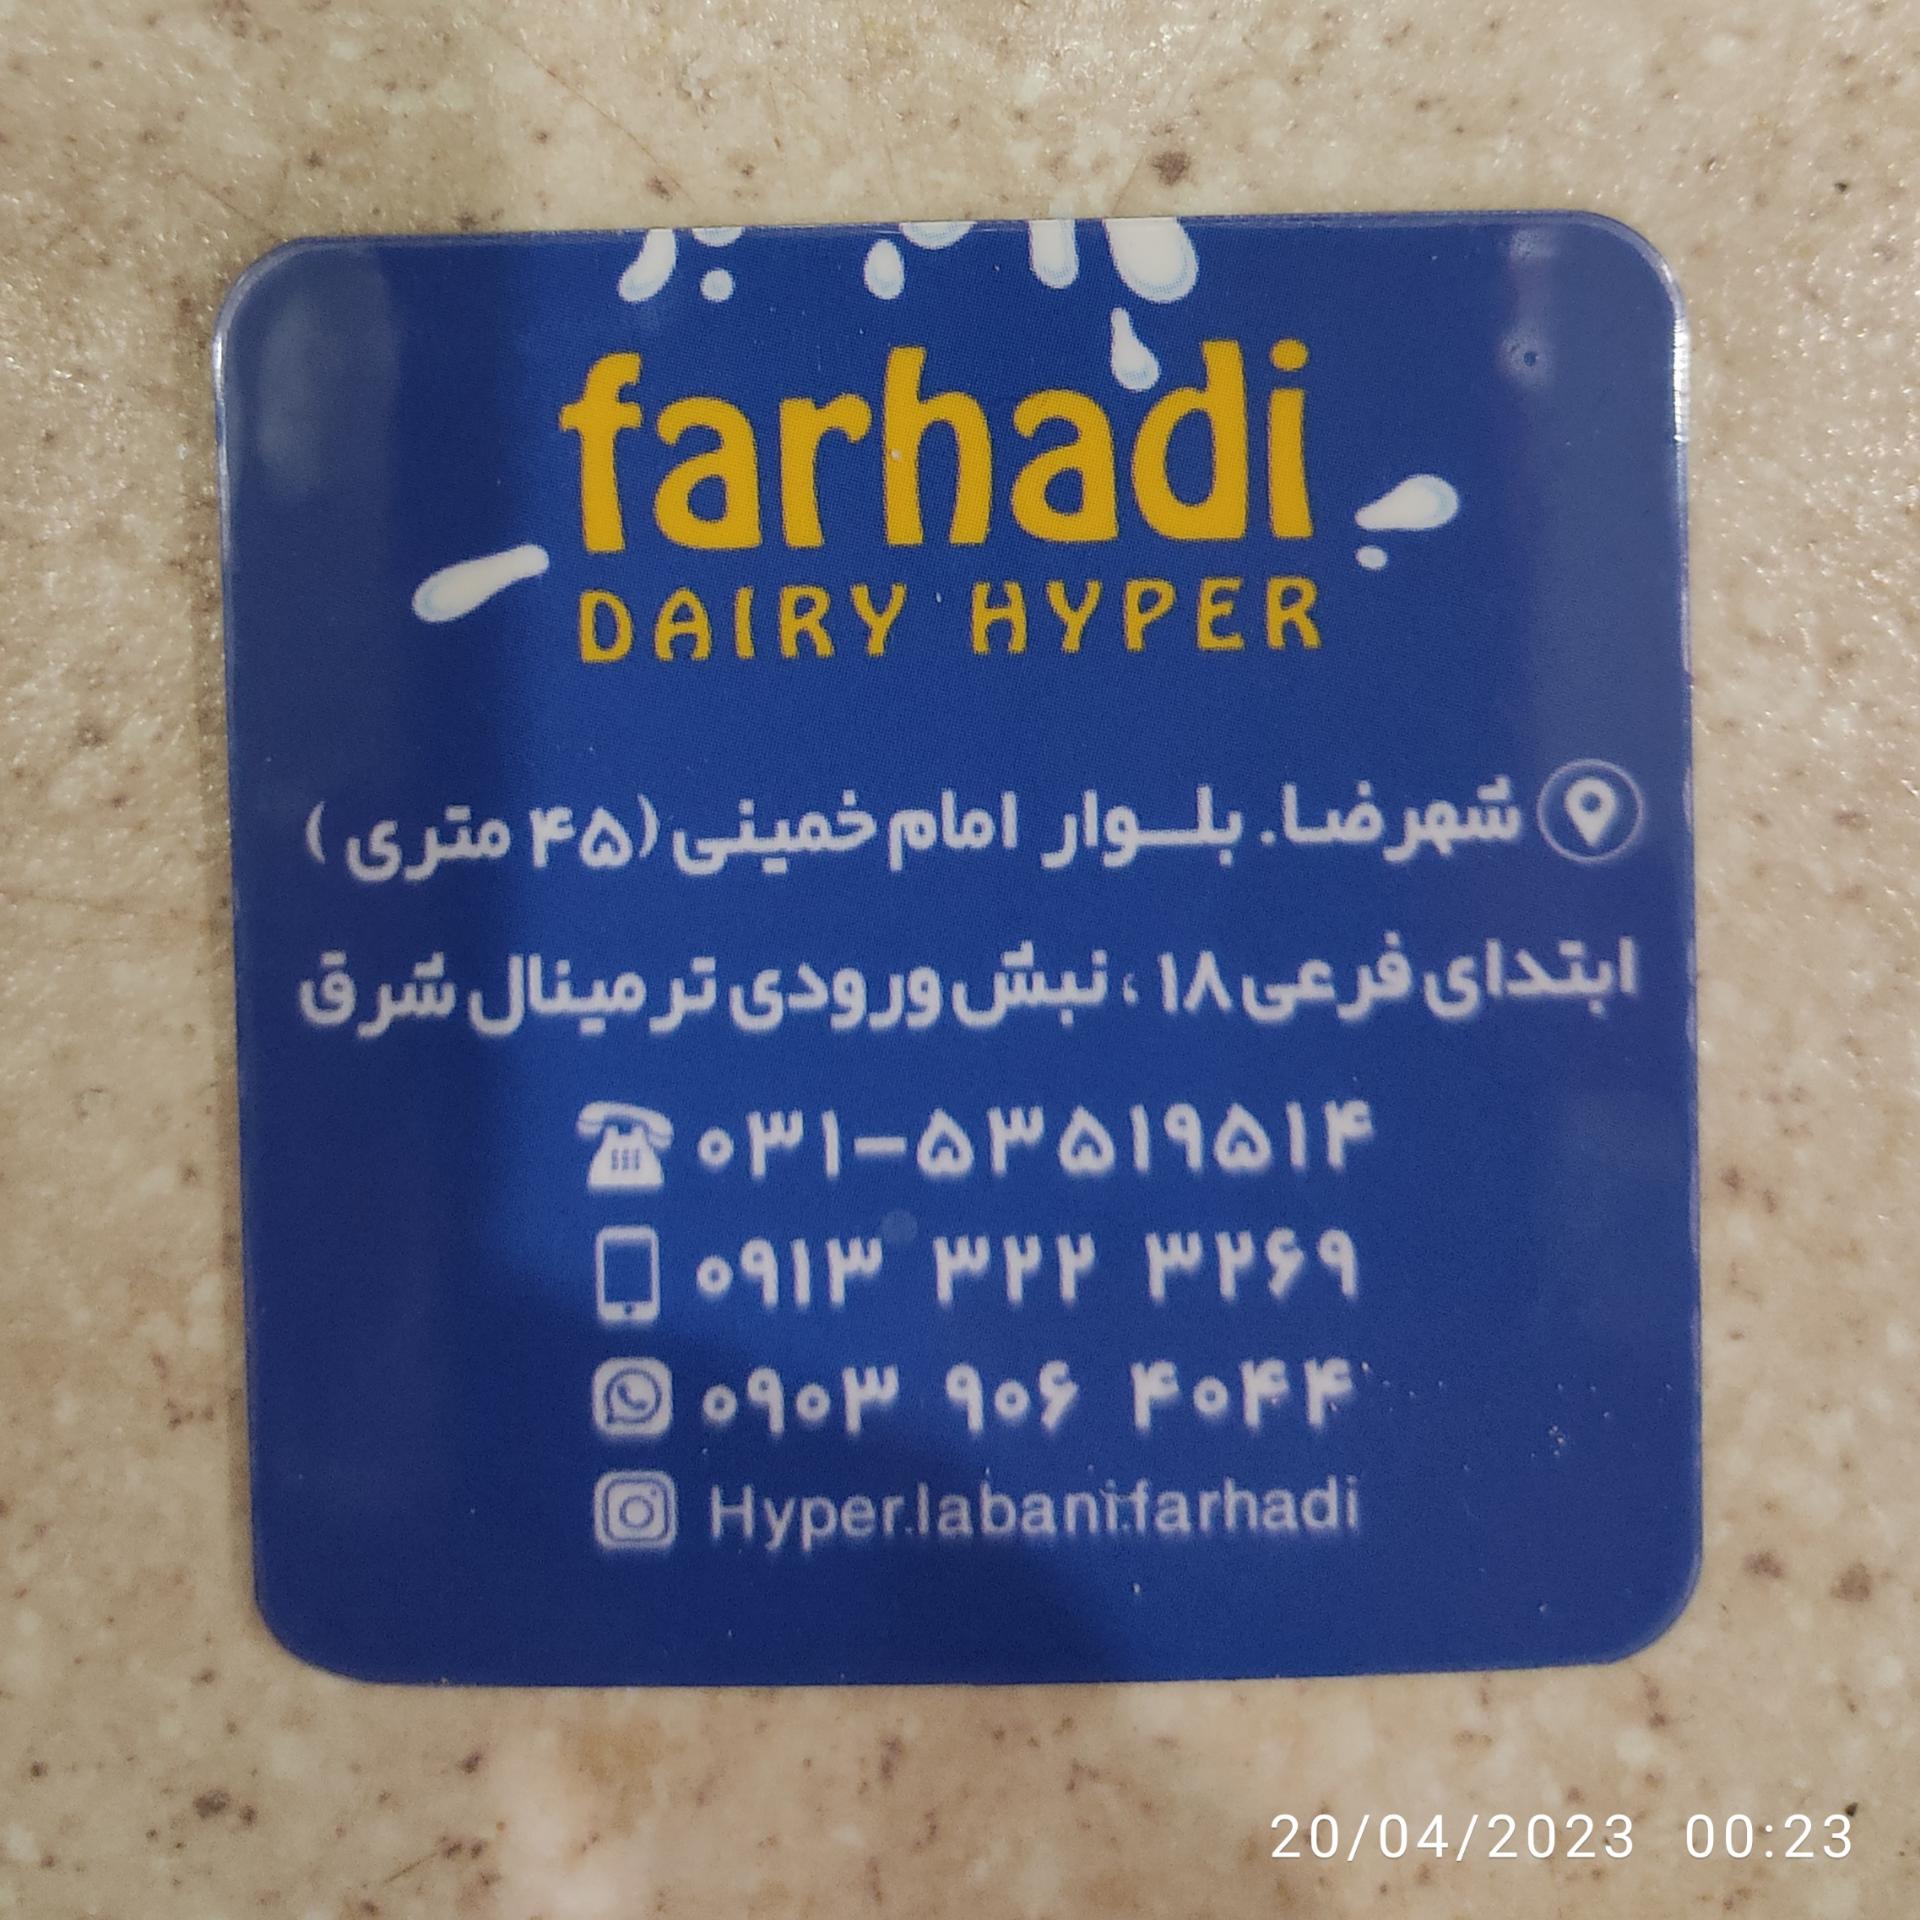 farhadi
DAIRY HYPER
شهرضا. بلوار امام خمینی (۴۵ متری )
ابتدای فرعی ۱۸ ، نبش ورودی ترمینال شرق
۰۳۱-۵۳۵۱۹۵۱۴
۰۹۱۳ ۳۲۲ ۳۲۶۹
۰۹۰۳ ۹۰۶ ۴۰۴۴
Hyper.labani.farhadi
20/04/2023 00:23